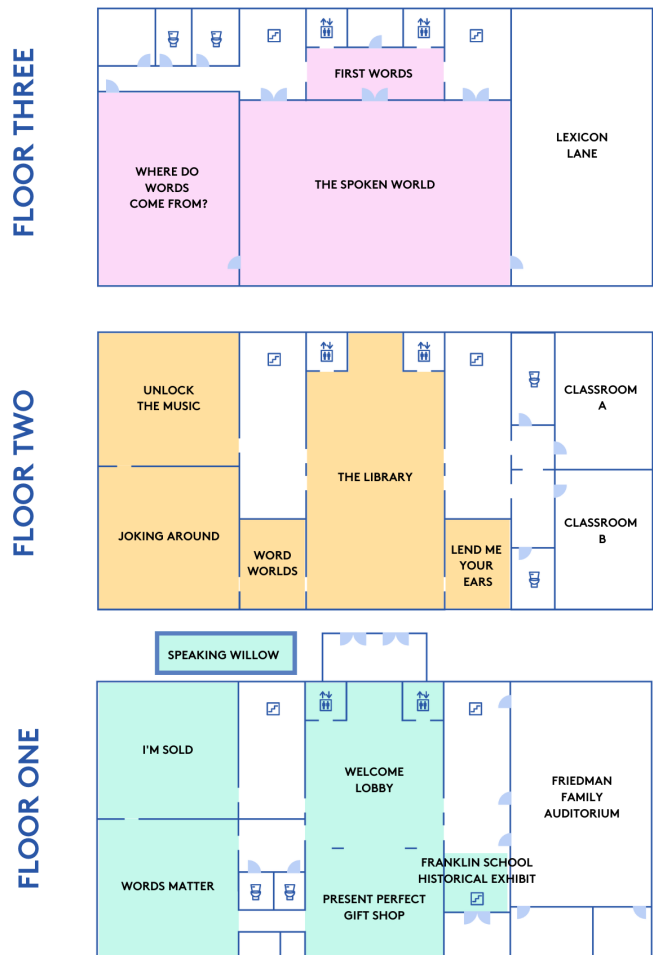 FLOOR THREE
FIRST WORDS
WHERE DO
WORDS
COME FROM?
THE SPOKEN WORLD
LEXICON
LANE
FLOOR TWO
UNLOCK
THE MUSIC
CLASSROOM
A
THE LIBRARY
JOKING AROUND
WORD
WORLDS
LEND ME
YOUR
EARS
CLASSROOM
B
SPEAKING WILLOW
FLOOR ONE
I'M SOLD
WELCOME
LOBBY
FRIEDMAN
FAMILY
AUDITORIUM
FRANKLIN SCHOOL
HISTORICAL EXHIBIT
WORDS MATTER
PRESENT PERFECT
GIFT SHOP